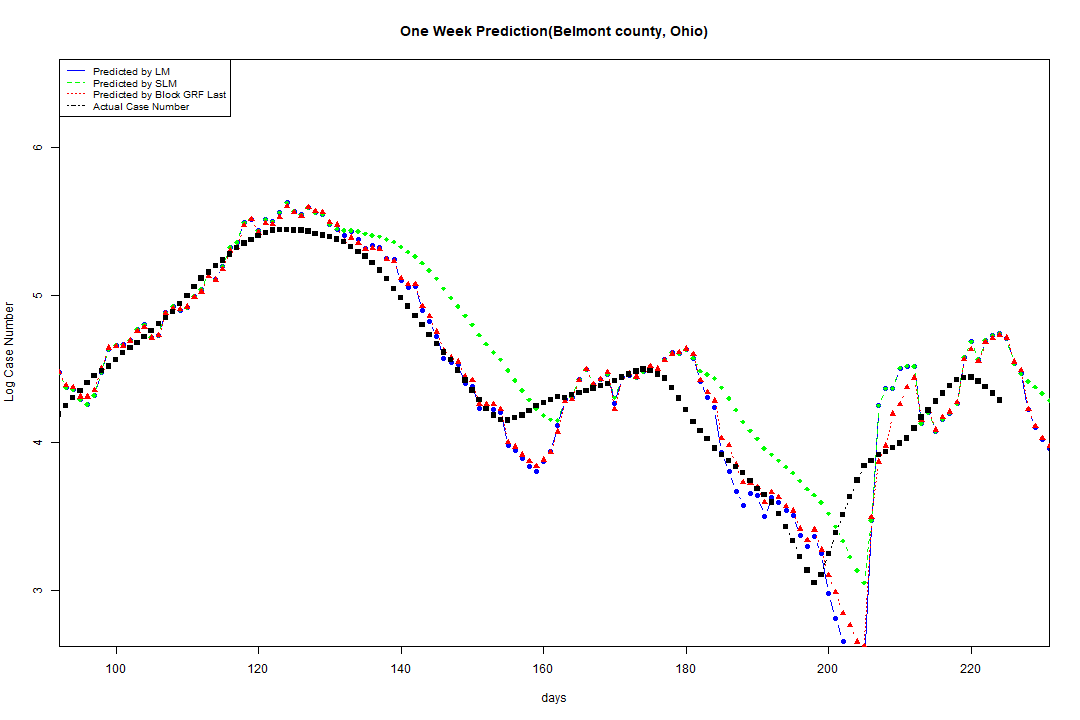 One Week Prediction(Belmont county, Ohio)
Predicted by LM
Predicted by SLM
Predicted by Block GRF Last
Actual Case Number
Log Case Number
6
5
4
3
100 120 140 160 180 200 220
days